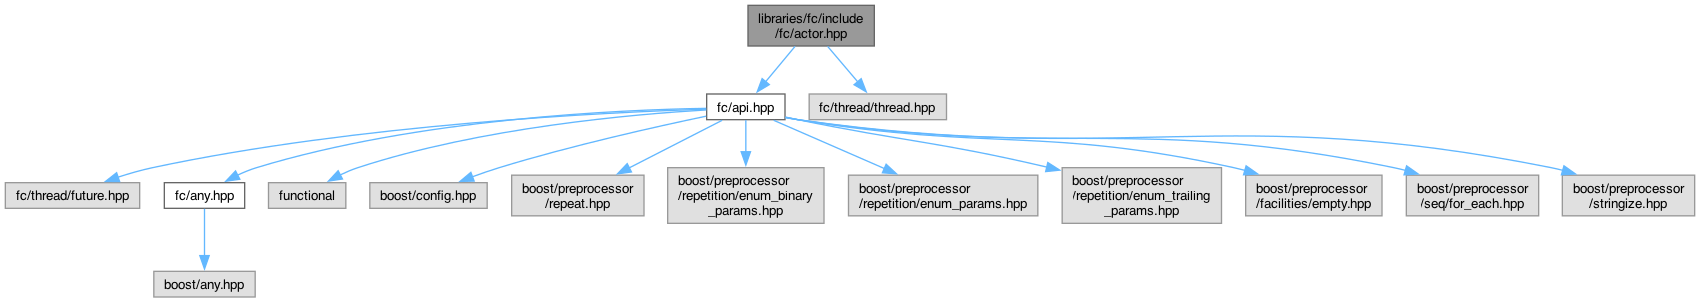 libraries/fc/include
/fc/actor.hpp
fc/api.hpp
fc/thread/thread.hpp
fc/thread/future.hpp
fc/any.hpp
functional
boost/config.hpp
boost/preprocessor
/repeat.hpp
boost/preprocessor
/repetition/enum_binary
_params.hpp
boost/preprocessor
/repetition/enum_params.hpp
boost/preprocessor
/repetition/enum_trailing
_params.hpp
boost/preprocessor
/facilities/empty.hpp
boost/preprocessor
/seq/for_each.hpp
boost/preprocessor
/stringize.hpp
boost/any.hpp